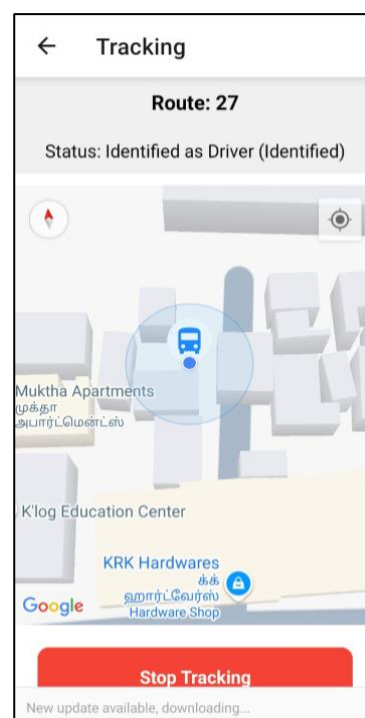 Tracking
Route: 27
Status: Identified as Driver (Identified)
Muktha Apartments
முக்தா
அபார்ட்மென்ட்ஸ்
K'log Education Center
KRK Hardwares
க்க்
ஹார்ட்வேர்ஸ்
Hardware Shop
Google
Stop Tracking
New update available, downloading...